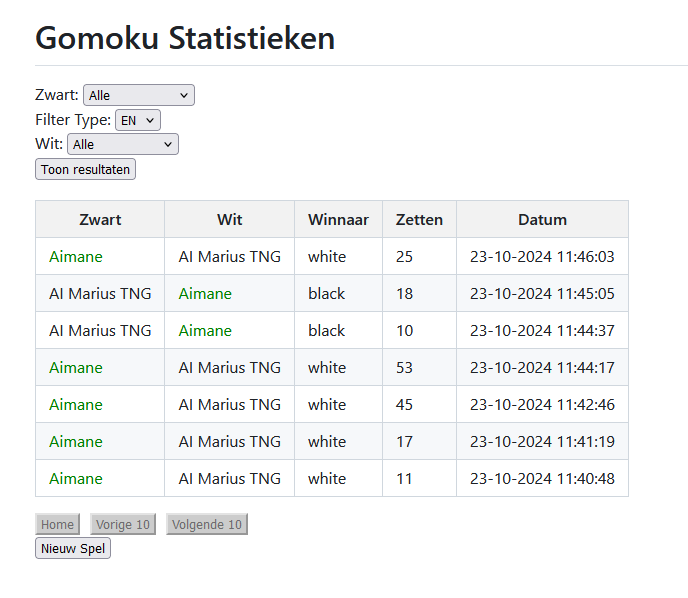 Gomoku Statistieken
Zwart: Alle
Filter Type: EN
Wit: Alle
Toon resultaten
Zwart Wit Winnaar Zetten Datum
Aimane AI Marius TNG white 25 23-10-2024 11:46:03
AI Marius TNG Aimane black 18 23-10-2024 11:45:05
AI Marius TNG Aimane black 10 23-10-2024 11:44:37
Aimane AI Marius TNG white 53 23-10-2024 11:44:17
Aimane AI Marius TNG white 45 23-10-2024 11:42:46
Aimane AI Marius TNG white 17 23-10-2024 11:41:19
Aimane AI Marius TNG white 11 23-10-2024 11:40:48
Home Vorige 10 Volgende 10
Nieuw Spel